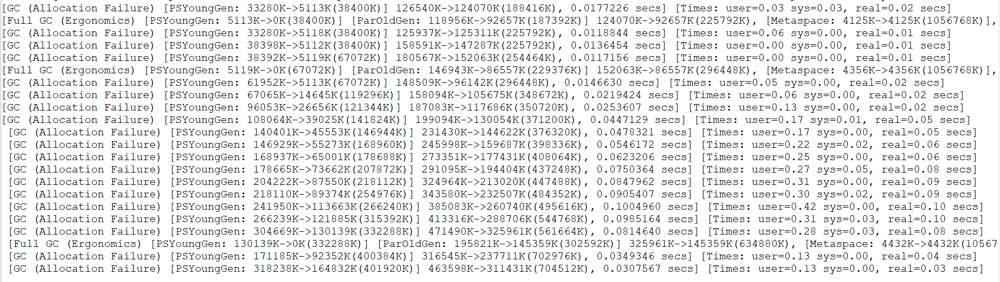 [GC (Allocation Failure) [PSYoungGen: 33280K->5113K(38400K)] 126540K->124070K(188416K), 0.0177226 secs] [Times: user=0.03 sys=0.03, real=0.02 secs]
[Full GC (Ergonomics) [PSYoungGen: 5113K->0K(38400K)] [ParOldGen: 118956K->92657K(187392K)] 124070K->92657K(225792K), [Metaspace: 4125K->4125K(1056768K)],
[GC (Allocation Failure) [PSYoungGen: 33280K->5118K(38400K)] 125937K->125311K(225792K), 0.0118844 secs] [Times: user=0.06 sys=0.00, real=0.01 secs]
[GC (Allocation Failure) [PSYoungGen: 38398K->5112K(38400K)] 158591K->147287K(225792K), 0.0136454 secs] [Times: user=0.00 sys=0.00, real=0.01 secs]
[GC (Allocation Failure) [PSYoungGen: 38392K->5119K(67072K)] 180567K->152063K(254464K), 0.0117156 secs] [Times: user=0.00 sys=0.00, real=0.01 secs]
[Full GC (Ergonomics) [PSYoungGen: 5119K->0K(67072K)] [ParOldGen: 146943K->86557K(229376K)] 152063K->86557K(296448K), [Metaspace: 4356K->4356K(1056768K)],
[GC (Allocation Failure) [PSYoungGen: 61952K->5113K(67072K)] 148509K->96142K(296448K), 0.0146630 secs] [Times: user=0.05 sys=0.00, real=0.02 secs]
[GC (Allocation Failure) [PSYoungGen: 67065K->14645K(119296K)] 158094K->105675K(348672K), 0.0219424 secs] [Times: user=0.06 sys=0.00, real=0.02 secs]
[GC (Allocation Failure) [PSYoungGen: 96053K->26656K(121344K)] 187083K->117686K(350720K), 0.0253607 secs] [Times: user=0.13 sys=0.00, real=0.02 secs]
[GC (Allocation Failure) [PSYoungGen: 108064K->39025K(141824K)] 199094K->130054K(371200K), 0.0447129 secs] [Times: user=0.17 sys=0.01, real=0.05 secs]
[GC (Allocation Failure) [PSYoungGen: 140401K->45553K(146944K)] 231430K->144622K(376320K), 0.0478321 secs] [Times: user=0.17 sys=0.00, real=0.05 secs]
[GC (Allocation Failure) [PSYoungGen: 146929K->55273K(168960K)] 245998K->159687K(398336K), 0.0546172 secs] [Times: user=0.22 sys=0.02, real=0.06 secs]
[GC (Allocation Failure) [PSYoungGen: 168937K->65001K(178688K)] 273351K->177431K(408064K), 0.0623206 secs] [Times: user=0.25 sys=0.00, real=0.06 secs]
[GC (Allocation Failure) [PSYoungGen: 178665K->73662K(207872K)] 291095K->194404K(437248K), 0.0750364 secs] [Times: user=0.27 sys=0.05, real=0.08 secs]
[GC (Allocation Failure) [PSYoungGen: 204222K->87550K(218112K)] 324964K->213020K(447488K), 0.0847962 secs] [Times: user=0.31 sys=0.00, real=0.09 secs]
[GC (Allocation Failure) [PSYoungGen: 218110K->89374K(254976K)] 343580K->232507K(484352K), 0.0905407 secs] [Times: user=0.30 sys=0.02, real=0.09 secs]
[GC (Allocation Failure) [PSYoungGen: 241950K->113663K(266240K)] 385083K->260740K(495616K), 0.1004960 secs] [Times: user=0.42 sys=0.00, real=0.10 secs]
[GC (Allocation Failure) [PSYoungGen: 266239K->121885K(315392K)] 413316K->288706K(544768K), 0.0985164 secs] [Times: user=0.31 sys=0.03, real=0.10 secs]
[GC (Allocation Failure) [PSYoungGen: 304669K->130139K(332288K)] 471490K->325961K(561664K), 0.0814640 secs] [Times: user=0.28 sys=0.03, real=0.08 secs]
[Full GC (Ergonomics) [PSYoungGen: 130139K->0K(332288K)] [ParOldGen: 195821K->145359K(302592K)] 325961K->145359K(634880K), [Metaspace: 4432K->4432K(10567
[GC (Allocation Failure) [PSYoungGen: 171185K->92352K(400384K)] 316545K->237711K(702976K), 0.0349346 secs] [Times: user=0.13 sys=0.00, real=0.04 secs]
[GC (Allocation Failure) [PSYoungGen: 318238K->164832K(401920K)] 463598K->311431K(704512K), 0.0307567 secs] [Times: user=0.13 sys=0.00, real=0.03 secs]